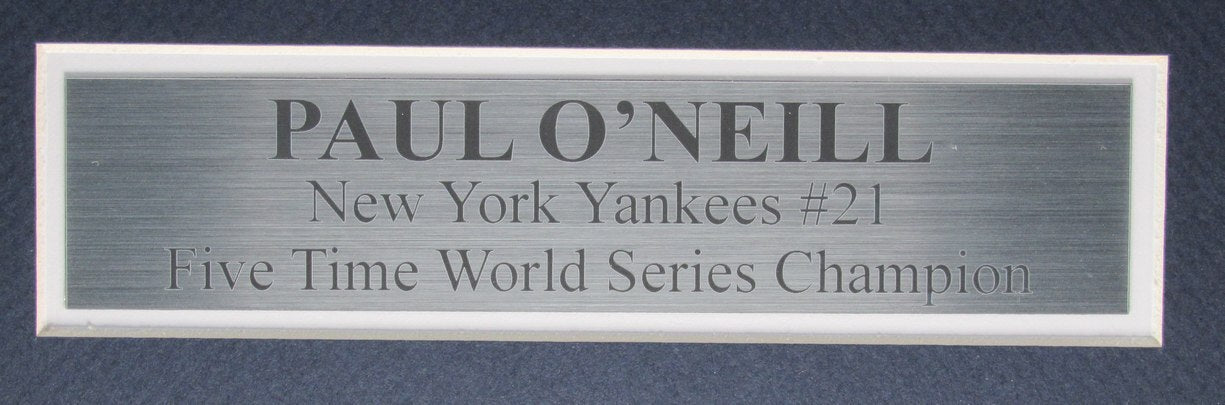 PAUL O’NEILL
New York Yankees #21
Five Time World Series Champion